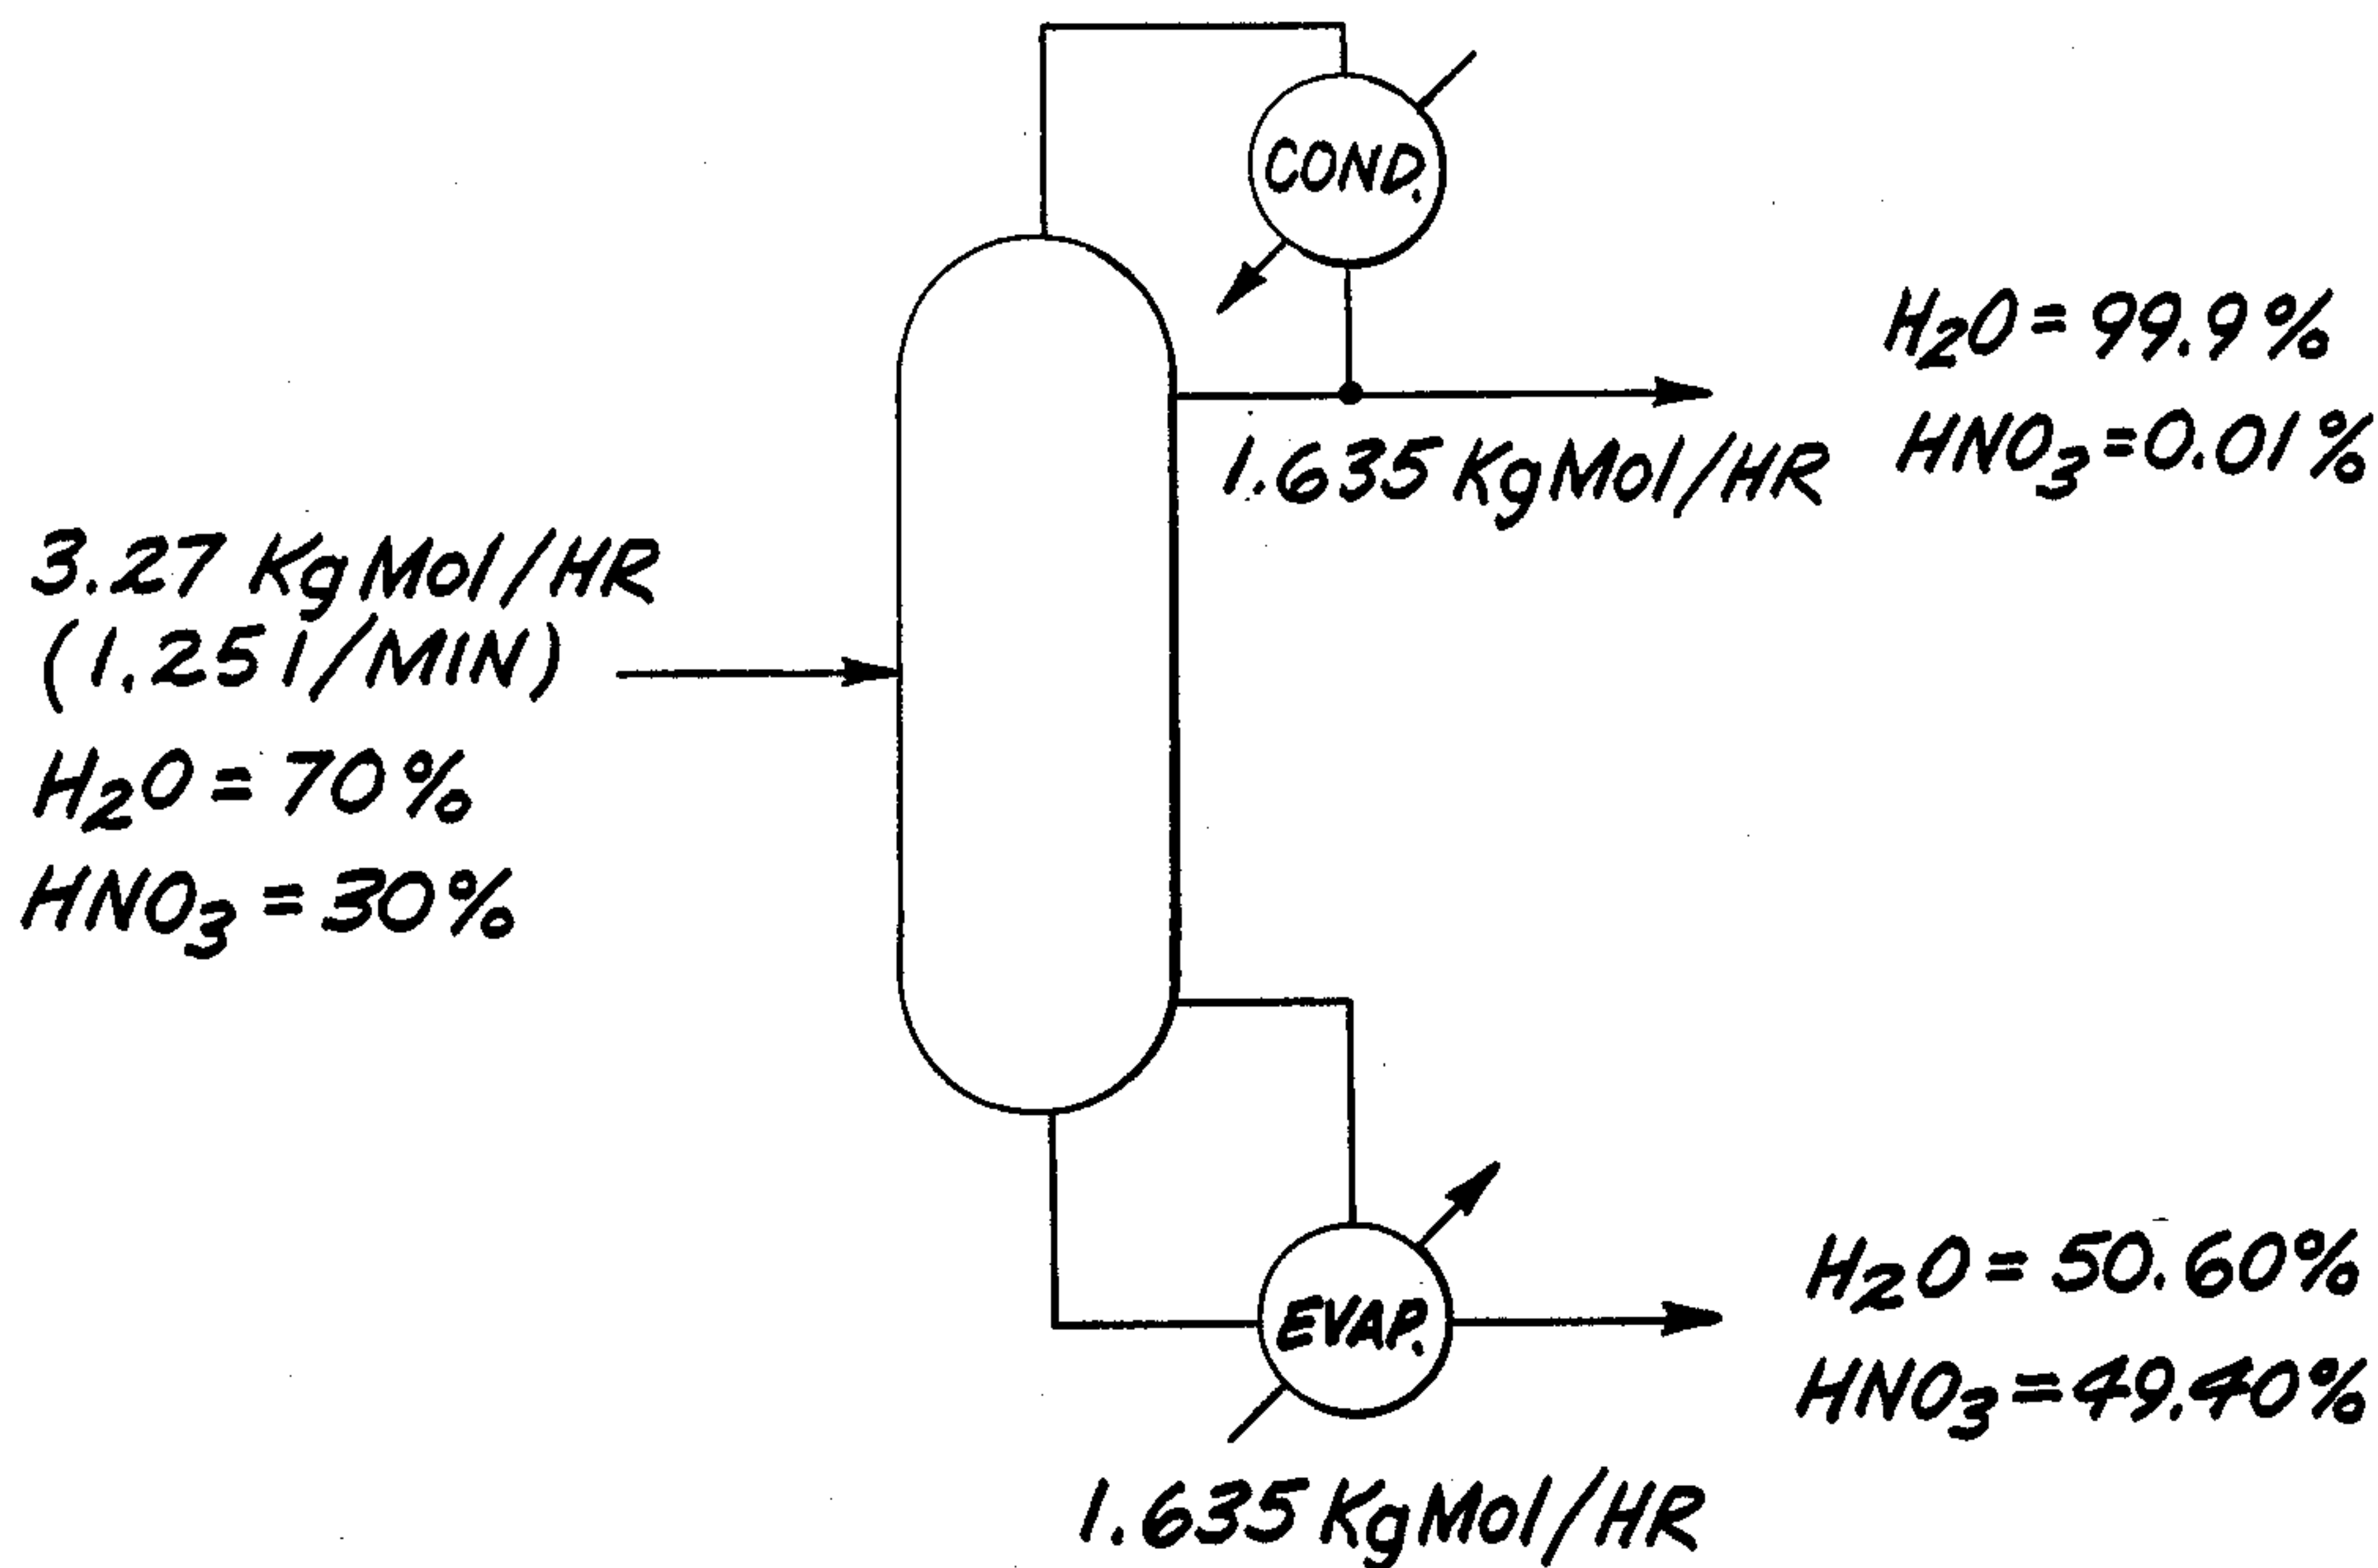 COND.
H₂O = 99.9%
HNO₃ = 0.01%
1.635 KgMol/HR
3.27 KgMol/HR
(1.25 l/MIN)
H₂O = 70%
HNO₃ = 30%
EVAP.
H₂O = 50.60%
HNO₃ = 49.40%
1.635 KgMol/HR